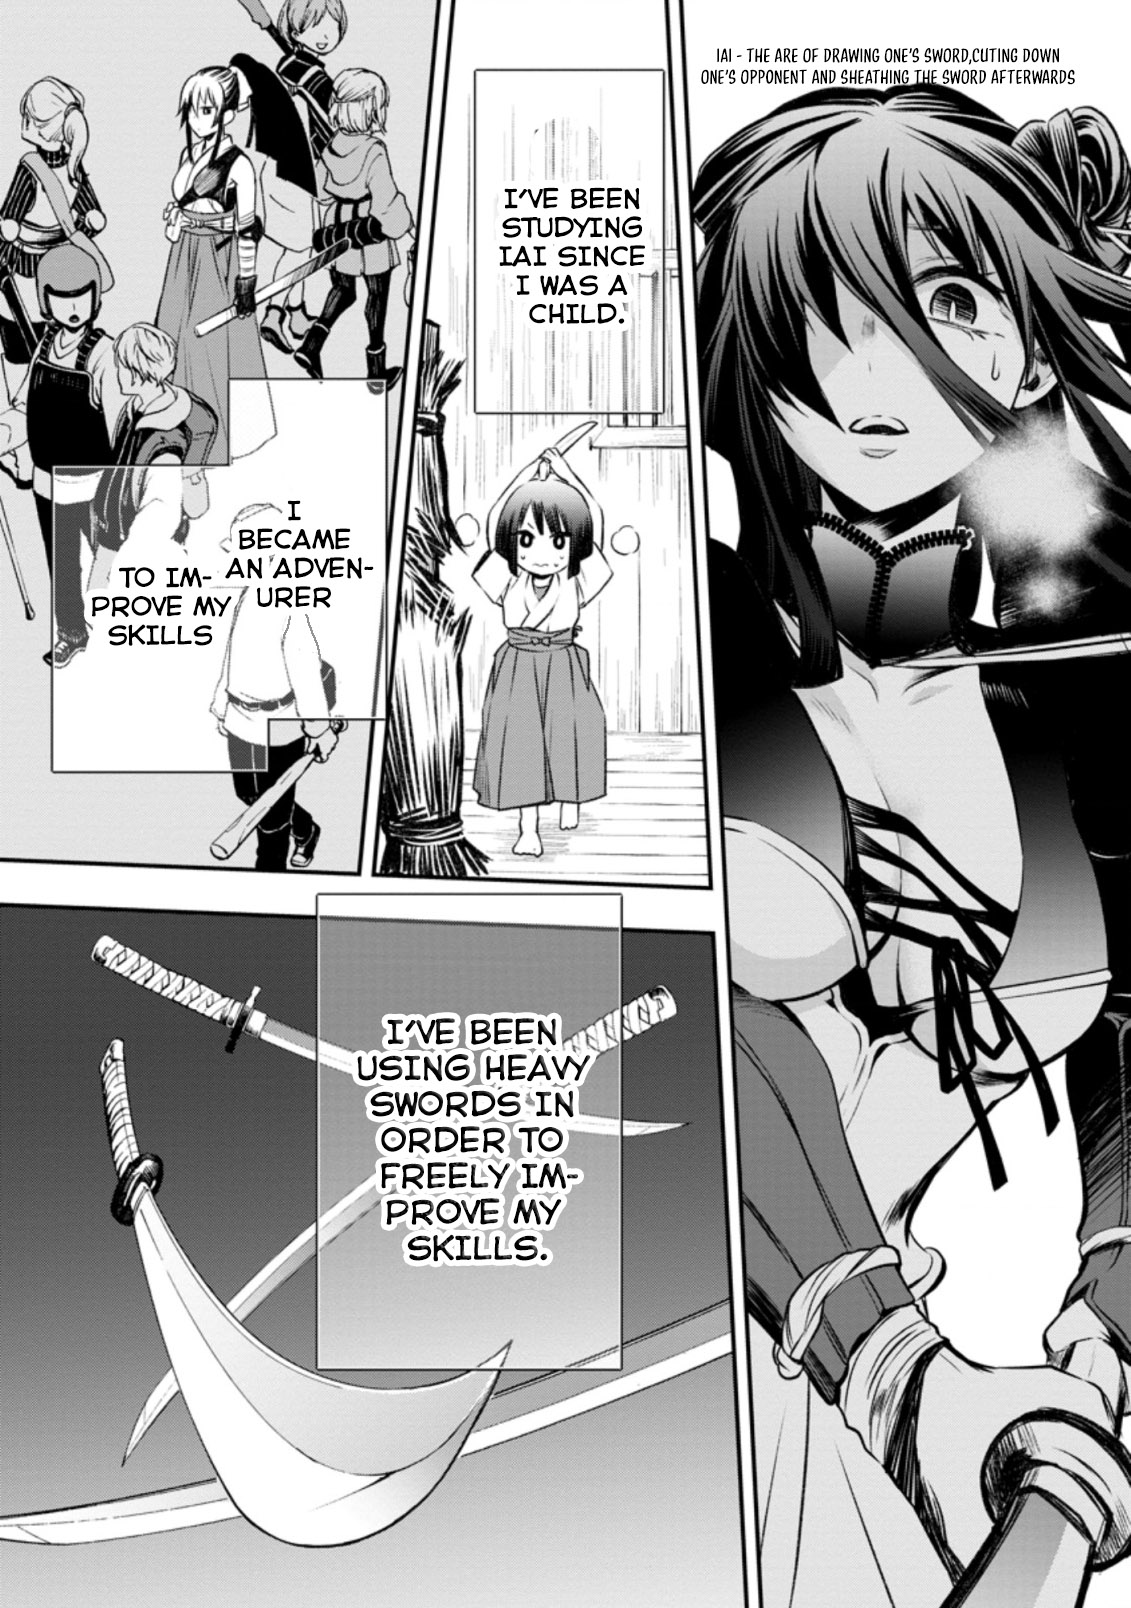 IAI - THE ARE OF DRAWING ONE'S SWORD,CUTING DOWN
ONE'S OPPONENT AND SHEATHING THE SWORD AFTERWARDS
I'VE BEEN
STUDYING
IAI SINCE
I WAS A
CHILD.
I
BECAME
AN ADVEN-
URER
TO IM-
PROVE MY
SKILLS
I'VE BEEN
USING HEAVY
SWORDS IN
ORDER TO
FREELY IM-
PROVE MY
SKILLS.